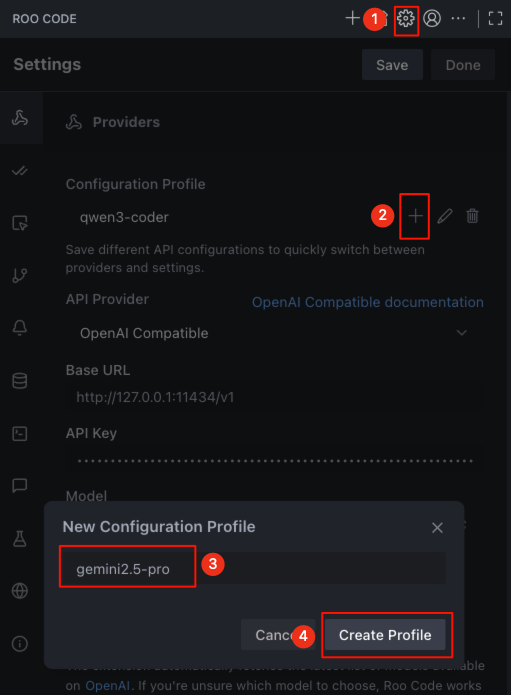 ROO CODE
1
Settings
Save
Done
Providers
Configuration Profile
qwen3-coder
2
Save different API configurations to quickly switch between
providers and settings.
API Provider
OpenAI Compatible documentation
OpenAI Compatible
Base URL
http://127.0.0.1:11434/v1
API Key
Model
New Configuration Profile
gemini2.5-pro
3
4
Create Profile
on OpenAI. If you're unsure which model to choose, Roo Code works